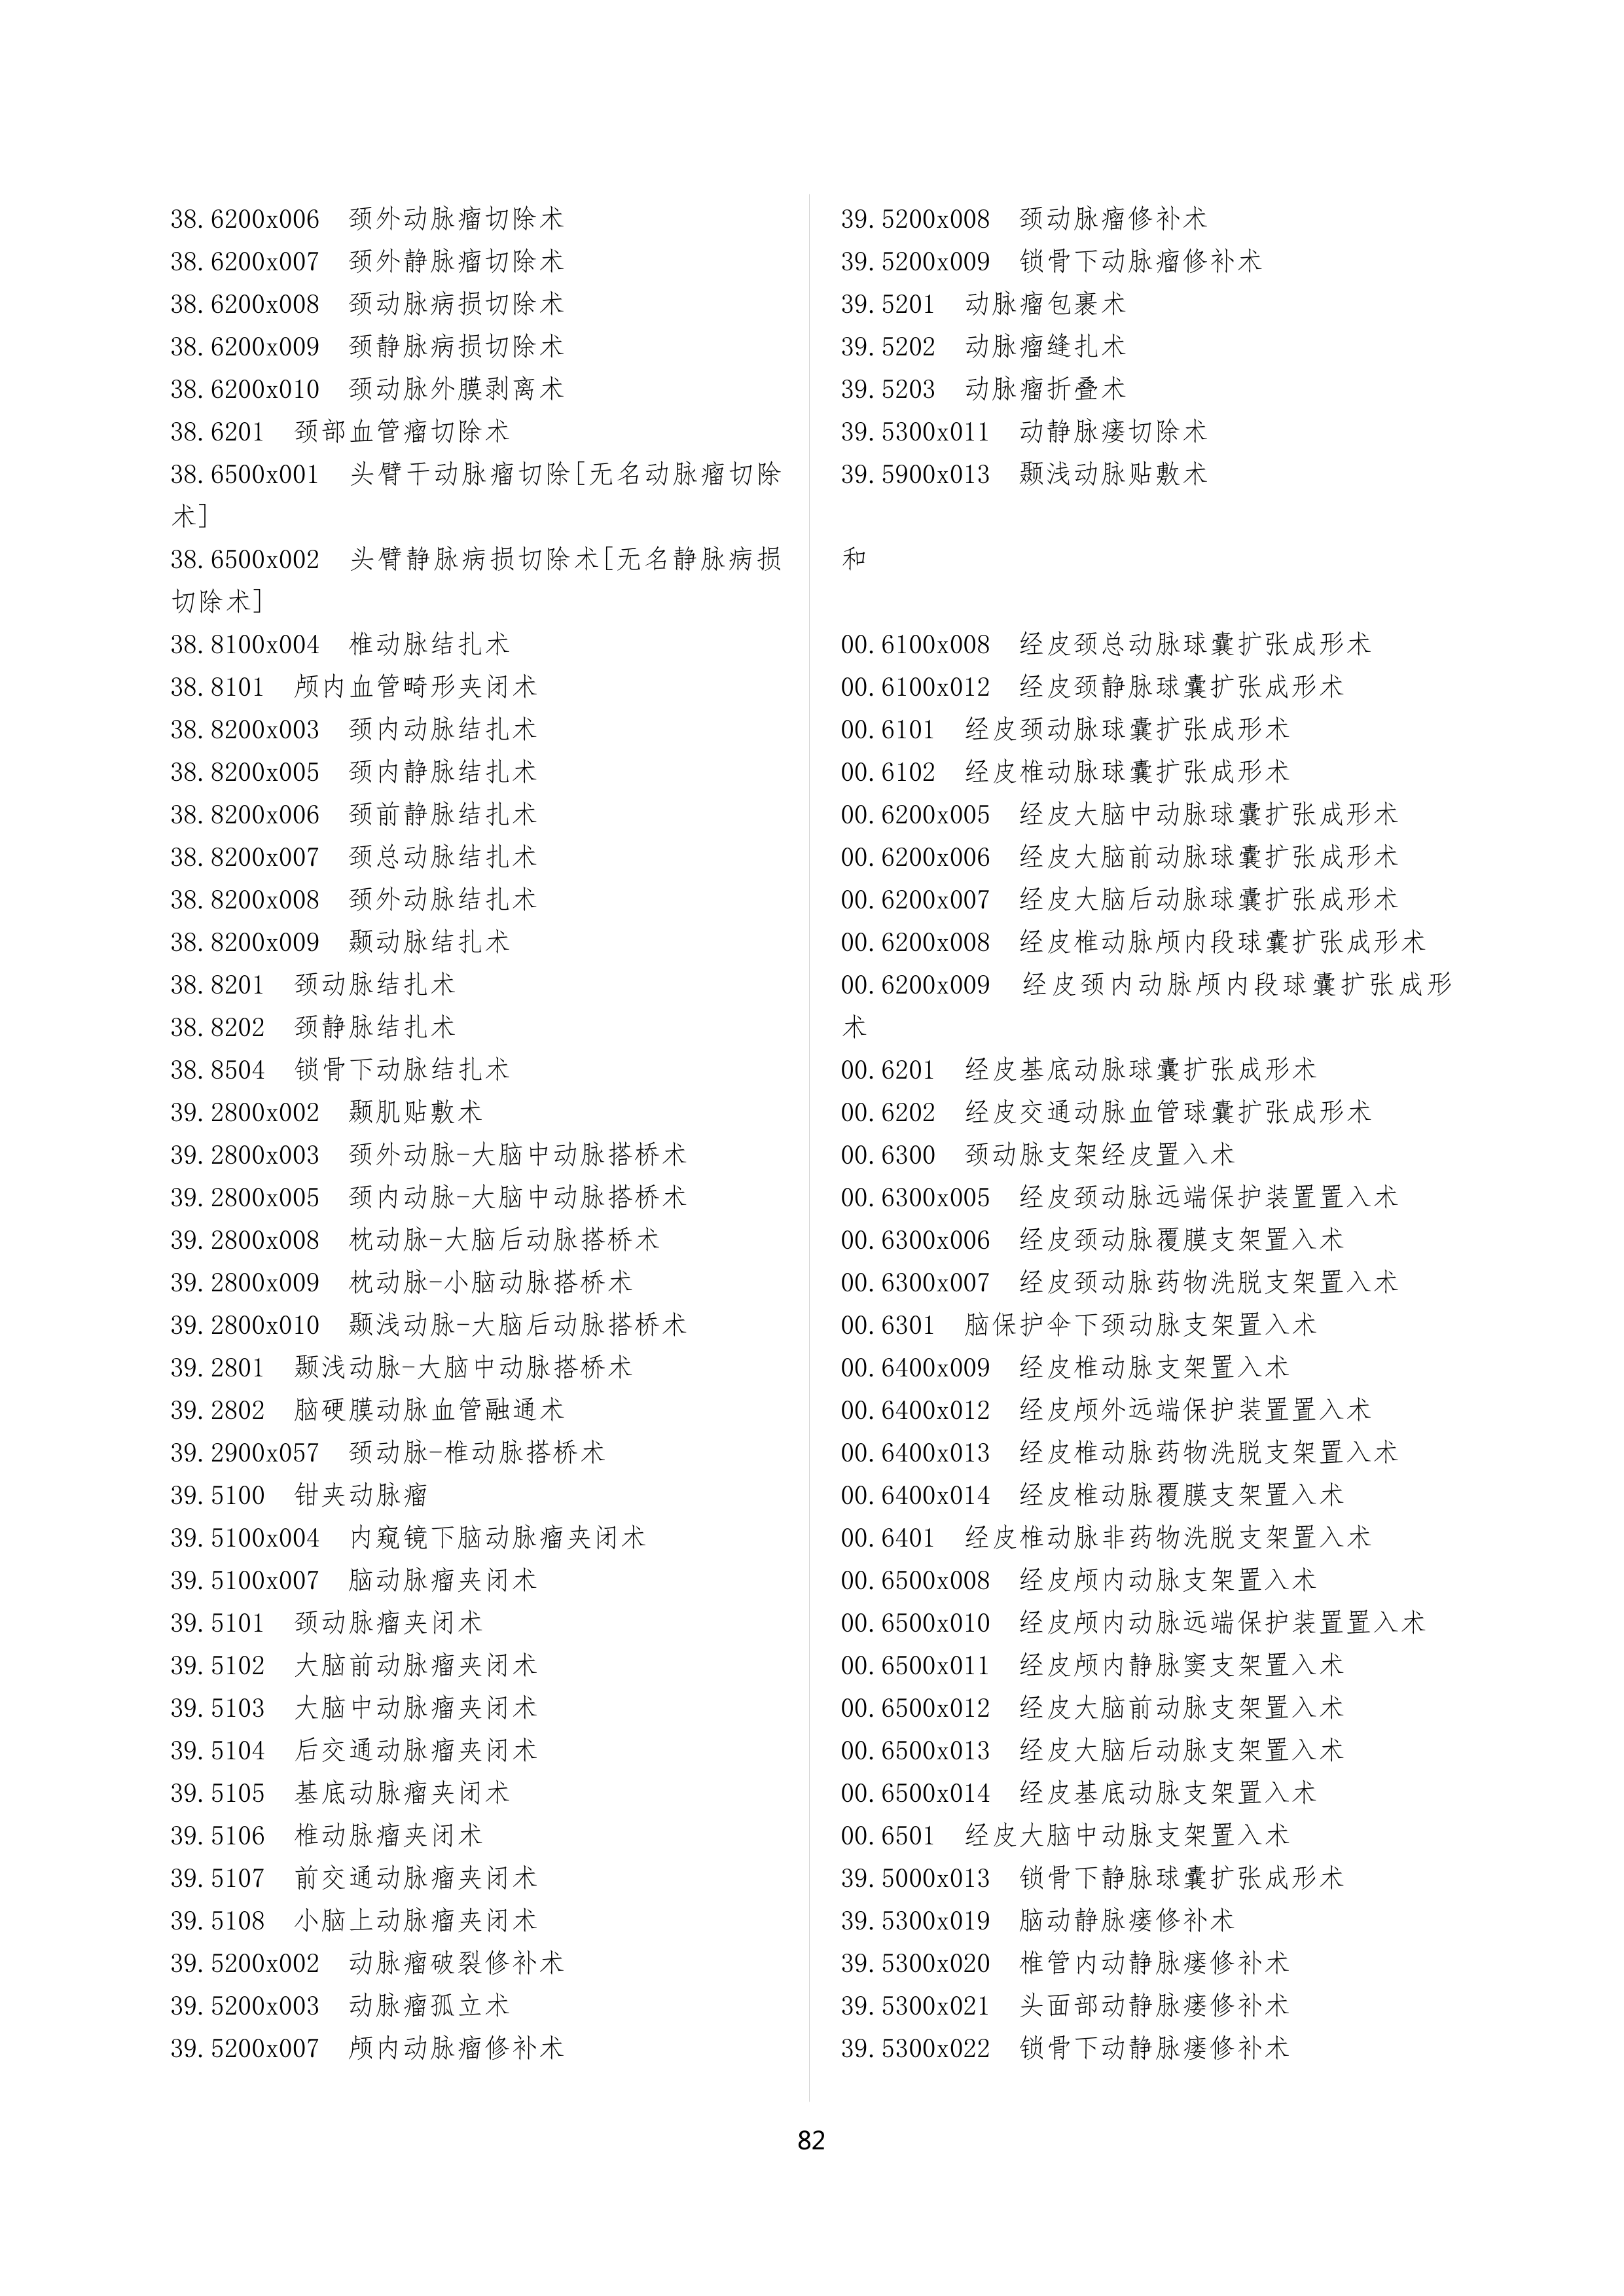 38.6200x006 颈外动脉瘤切除术
38.6200x007 颈外静脉瘤切除术
38.6200x008 颈动脉病损切除术
38.6200x009 颈静脉病损切除术
38.6200x010 颈动脉外膜剥离术
38.6201 颈部血管瘤切除术
38.6500x001 头臂干动脉瘤切除[无名动脉瘤切除
术]
38.6500x002 头臂静脉病损切除术[无名静脉病损
切除术]
38.8100x004 椎动脉结扎术
38.8101 颅内血管畸形夹闭术
38.8200x003 颈内动脉结扎术
38.8200x005 颈内静脉结扎术
38.8200x006 颈前静脉结扎术
38.8200x007 颈总动脉结扎术
38.8200x008 颈外动脉结扎术
38.8200x009 颞动脉结扎术
38.8201 颈动脉结扎术
38.8202 颈静脉结扎术
38.8504 锁骨下动脉结扎术
39.2800x002 颞肌贴敷术
39.2800x003 颈外动脉-大脑中动脉搭桥术
39.2800x005 颈内动脉-大脑中动脉搭桥术
39.2800x008 枕动脉-大脑后动脉搭桥术
39.2800x009 枕动脉-小脑动脉搭桥术
39.2800x010 颞浅动脉-大脑后动脉搭桥术
39.2801 颞浅动脉-大脑中动脉搭桥术
39.2802 脑硬膜动脉血管融通术
39.2900x057 颈动脉-椎动脉搭桥术
39.5100 钳夹动脉瘤
39.5100x004 内窥镜下脑动脉瘤夹闭术
39.5100x007 脑动脉瘤夹闭术
39.5101 颈动脉瘤夹闭术
39.5102 大脑前动脉瘤夹闭术
39.5103 大脑中动脉瘤夹闭术
39.5104 后交通动脉瘤夹闭术
39.5105 基底动脉瘤夹闭术
39.5106 椎动脉瘤夹闭术
39.5107 前交通动脉瘤夹闭术
39.5108 小脑上动脉瘤夹闭术
39.5200x002 动脉瘤破裂修补术
39.5200x003 动脉瘤孤立术
39.5200x007 颅内动脉瘤修补术
39.5200x008 颈动脉瘤修补术
39.5200x009 锁骨下动脉瘤修补术
39.5201 动脉瘤包裹术
39.5202 动脉瘤缝扎术
39.5203 动脉瘤折叠术
39.5300x011 动静脉瘘切除术
39.5900x013 颞浅动脉贴敷术
和
00.6100x008 经皮颈总动脉球囊扩张成形术
00.6100x012 经皮颈静脉球囊扩张成形术
00.6101 经皮颈动脉球囊扩张成形术
00.6102 经皮椎动脉球囊扩张成形术
00.6200x005 经皮大脑中动脉球囊扩张成形术
00.6200x006 经皮大脑前动脉球囊扩张成形术
00.6200x007 经皮大脑后动脉球囊扩张成形术
00.6200x008 经皮椎动脉颅内段球囊扩张成形术
00.6200x009 经皮颈内动脉颅内段球囊扩张成形
术
00.6201 经皮基底动脉球囊扩张成形术
00.6202 经皮交通动脉血管球囊扩张成形术
00.6300 颈动脉支架经皮置入术
00.6300x005 经皮颈动脉远端保护装置置入术
00.6300x006 经皮颈动脉覆膜支架置入术
00.6300x007 经皮颈动脉药物洗脱支架置入术
00.6301 脑保护伞下颈动脉支架置入术
00.6400x009 经皮椎动脉支架置入术
00.6400x012 经皮颅外远端保护装置置入术
00.6400x013 经皮椎动脉药物洗脱支架置入术
00.6400x014 经皮椎动脉覆膜支架置入术
00.6401 经皮椎动脉非药物洗脱支架置入术
00.6500x008 经皮颅内动脉支架置入术
00.6500x010 经皮颅内动脉远端保护装置置入术
00.6500x011 经皮颅内静脉窦支架置入术
00.6500x012 经皮大脑前动脉支架置入术
00.6500x013 经皮大脑后动脉支架置入术
00.6500x014 经皮基底动脉支架置入术
00.6501 经皮大脑中动脉支架置入术
39.5000x013 锁骨下静脉球囊扩张成形术
39.5300x019 脑动静脉瘘修补术
39.5300x020 椎管内动静脉瘘修补术
39.5300x021 头面部动静脉瘘修补术
39.5300x022 锁骨下动静脉瘘修补术
82